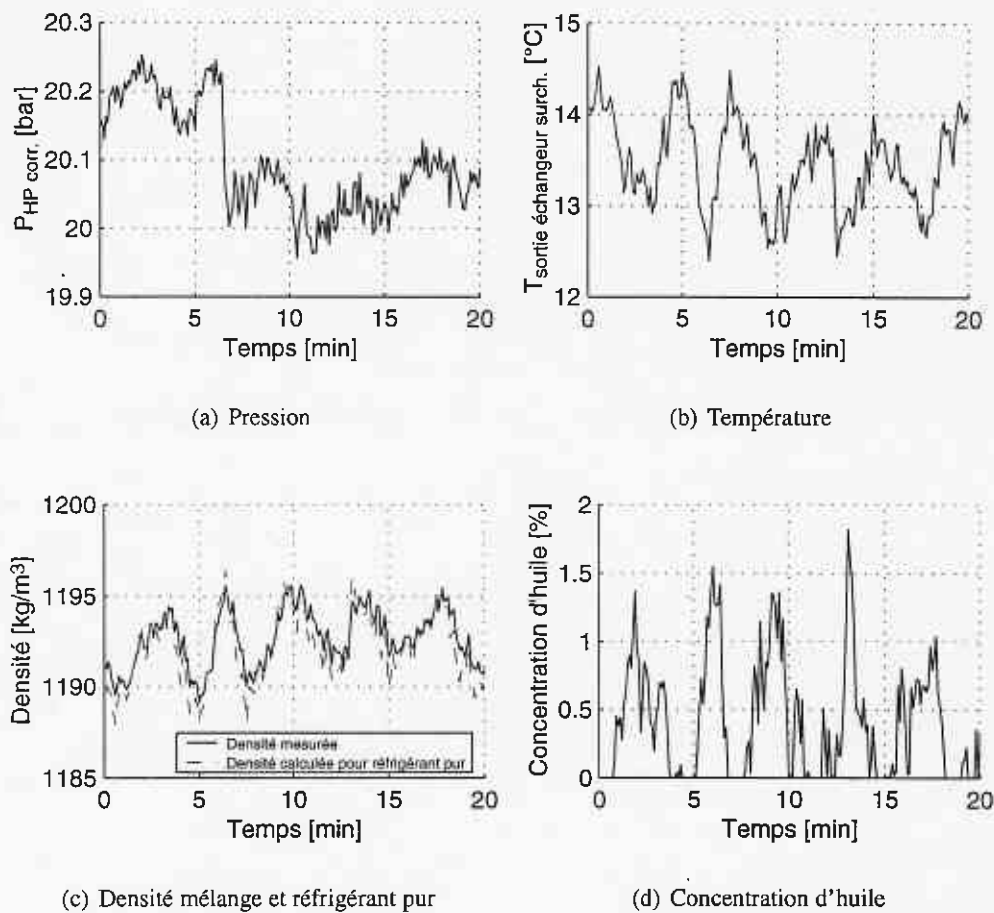 20.3
20.2
20.1
20
19.9
P_HP corr. [bar]
0 5 10 15 20
Temps [min]
(a) Pression
15
14
13
12
T_sortie échangeur surch. [°C]
0 5 10 15 20
Temps [min]
(b) Température
1200
1195
1190
1185
Densité [kg/m³]
Densité mesurée
Densité calculée pour réfrigérant pur
0 5 10 15 20
Temps [min]
(c) Densité mélange et réfrigérant pur
2
1.5
1
0.5
0
Concentration d'huile [%]
0 5 10 15 20
Temps [min]
(d) Concentration d'huile